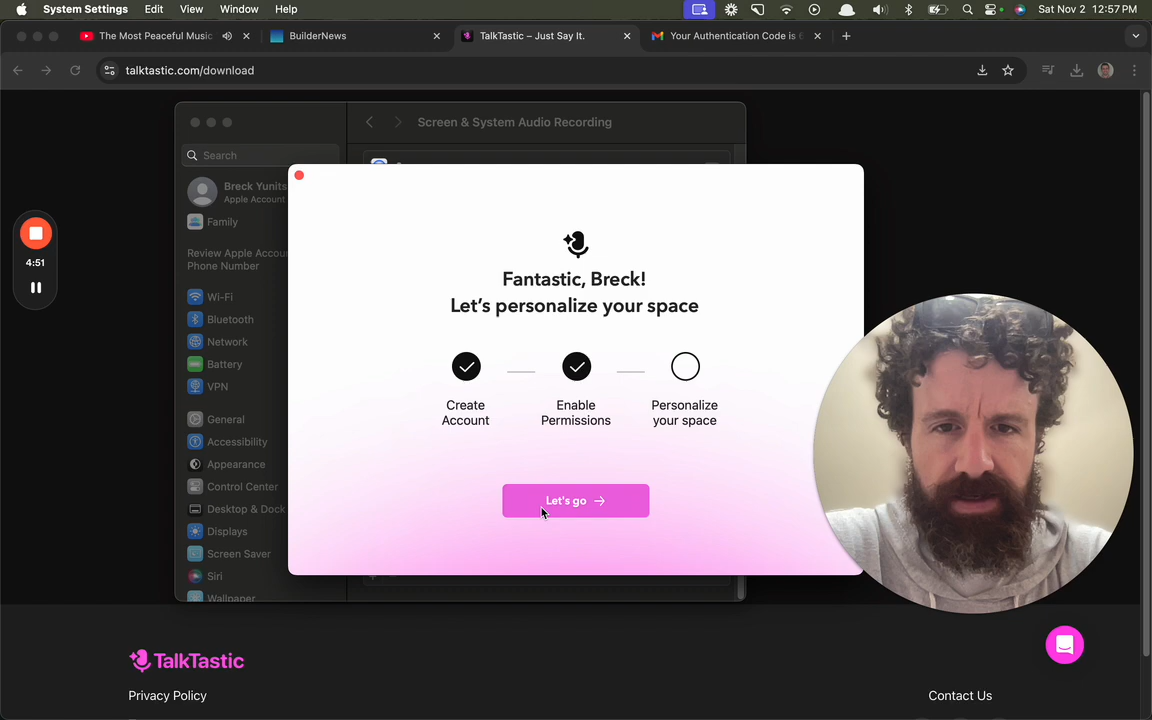 System Settings Edit View Window Help
Sat Nov 2 12:57 PM
The Most Peaceful Music
BuilderNews
TalkTastic – Just Say It.
Your Authentication Code is
talktastic.com/download
Screen & System Audio Recording
Search
Breck Yunits
Apple Account
Family
Review Apple
Phone Number
Wi-Fi
Bluetooth
Network
Battery
VPN
General
Accessibility
Appearance
Control Center
Desktop & Dock
Displays
Screen Saver
Siri
Wallpaper
4:51
Fantastic, Breck!
Let's personalize your space
Create
Account
Enable
Permissions
Personalize
your space
Let's go →
TalkTastic
Privacy Policy
Contact Us